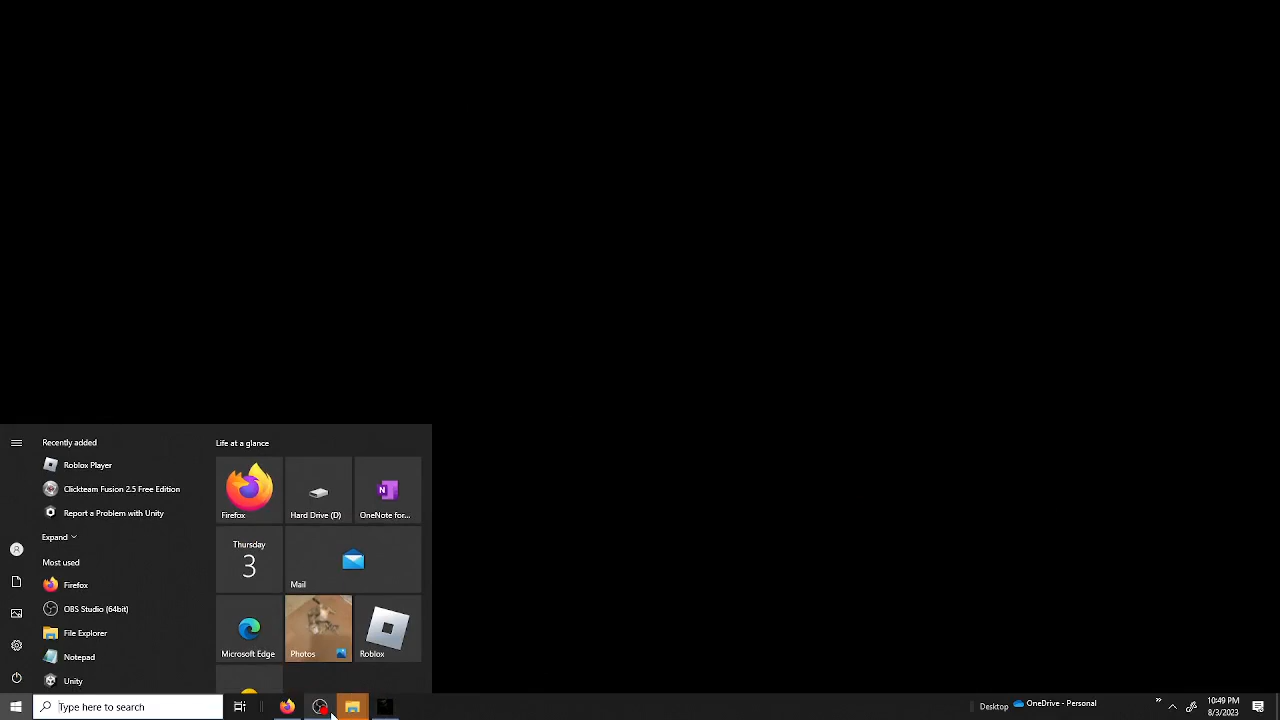 Recently added
Life at a glance
Roblox Player
Clickteam Fusion 2.5 Free Edition
Report a Problem with Unity
Expand
Most used
Firefox
OBS Studio (64bit)
File Explorer
Notepad
Unity
Firefox
Hard Drive (D)
OneNote for...
Thursday
3
Mail
Microsoft Edge
Photos
Roblox
Type here to search
Desktop
OneDrive - Personal
10:49 PM
8/3/2023